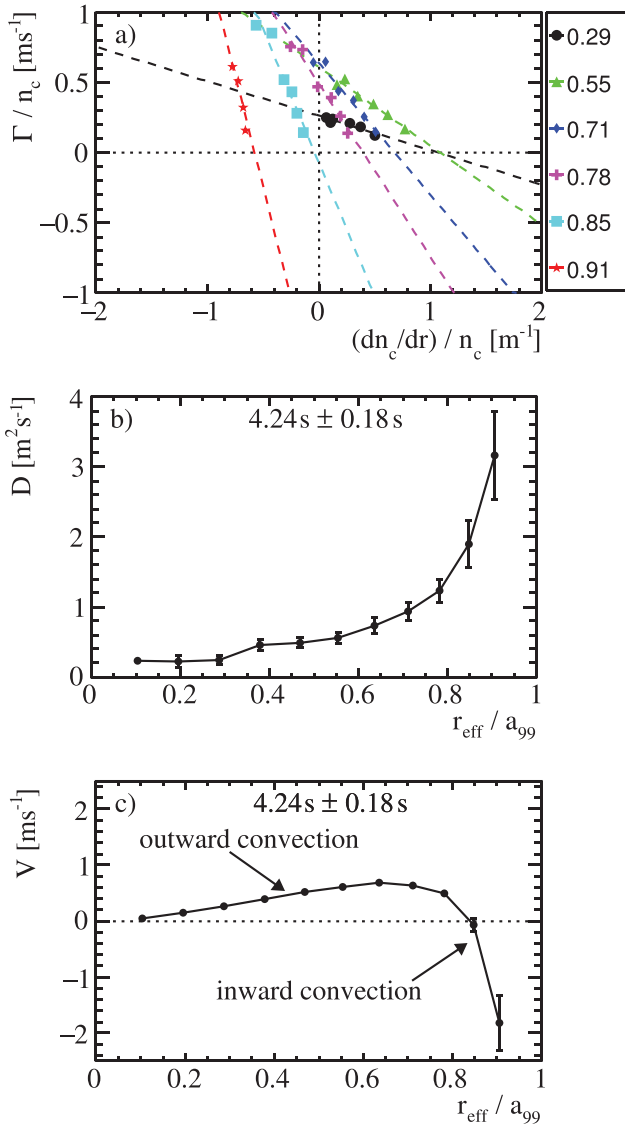 a)
Γ / n_c [ms⁻¹]
1
0.5
0
−0.5
−1
−2
−1
0
1
2
(dn_c/dr) / n_c [m⁻¹]
0.29
0.55
0.71
0.78
0.85
0.91
b)
4.24 s ± 0.18 s
D [m²s⁻¹]
4
3
2
1
0
0
0.2
0.4
0.6
0.8
1
r_eff / a_99
c)
4.24 s ± 0.18 s
outward convection
V [ms⁻¹]
2
1
0
−1
−2
inward convection
0
0.2
0.4
0.6
0.8
1
r_eff / a_99